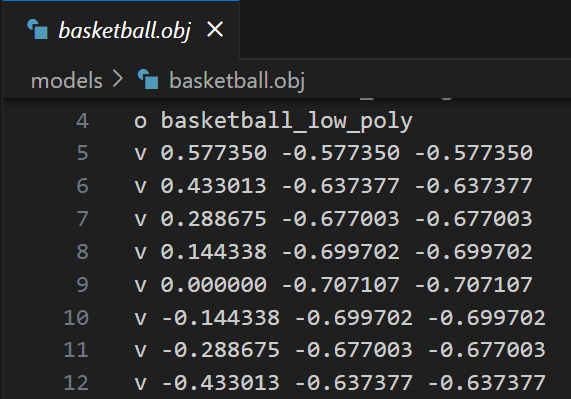 basketball.obj
models > basketball.obj
4 o basketball_low_poly
5 v 0.577350 -0.577350 -0.577350
6 v 0.433013 -0.637377 -0.637377
7 v 0.288675 -0.677003 -0.677003
8 v 0.144338 -0.699702 -0.699702
9 v 0.000000 -0.707107 -0.707107
10 v -0.144338 -0.699702 -0.699702
11 v -0.288675 -0.677003 -0.677003
12 v -0.433013 -0.637377 -0.637377